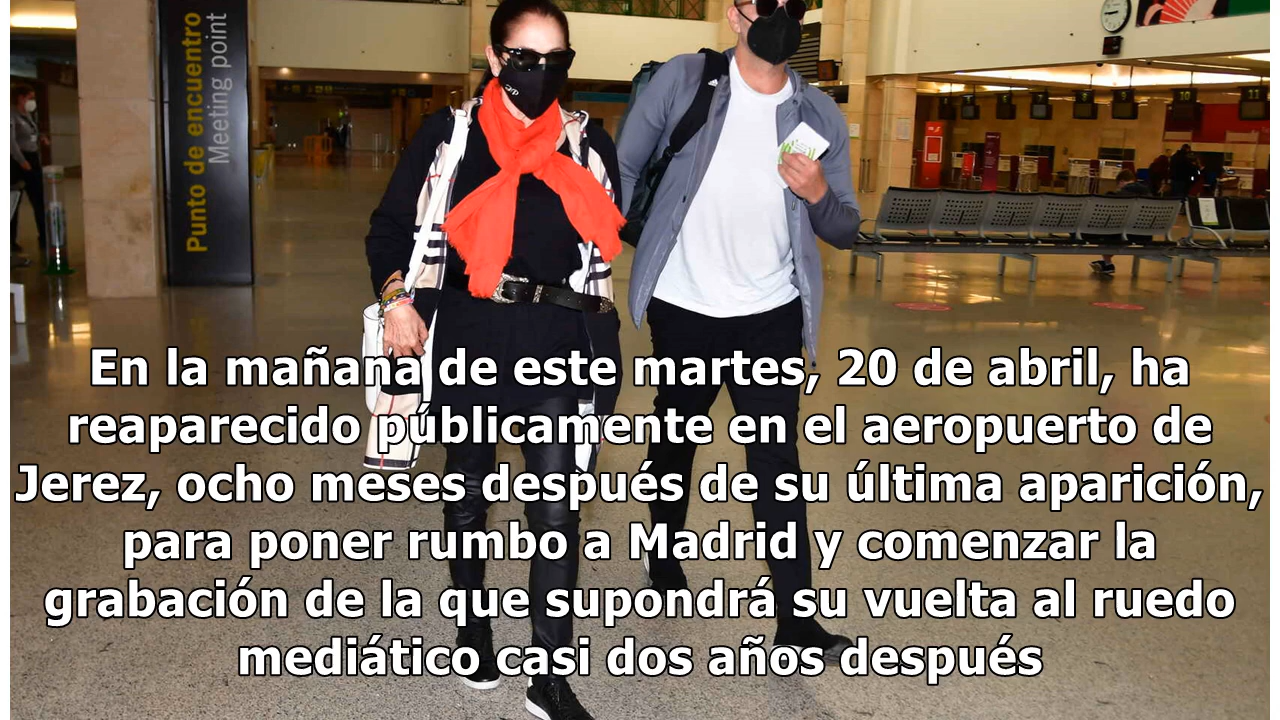 Punto de encuentro
Meeting point
10
11
En la mañana de este martes, 20 de abril, ha
reaparecido públicamente en el aeropuerto de
Jerez, ocho meses después de su última aparición,
para poner rumbo a Madrid y comenzar la
grabación de la que supondrá su vuelta al ruedo
mediático casi dos años después